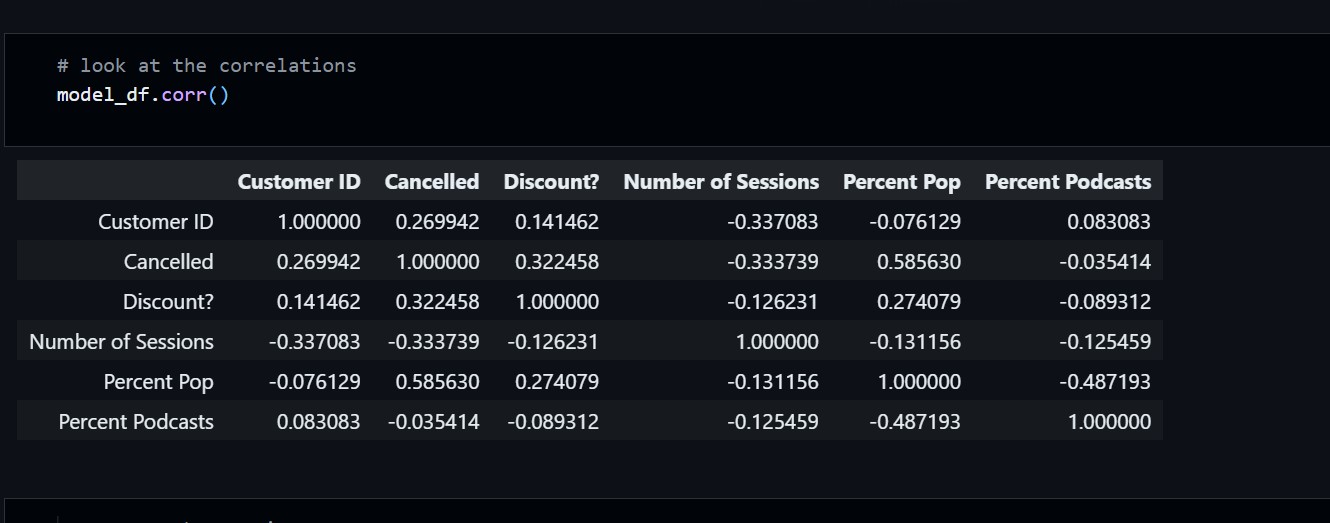 # look at the correlations
model_df.corr()
Customer ID Cancelled Discount? Number of Sessions Percent Pop Percent Podcasts
Customer ID 1.000000 0.269942 0.141462 -0.337083 -0.076129 0.083083
Cancelled 0.269942 1.000000 0.322458 -0.333739 0.585630 -0.035414
Discount? 0.141462 0.322458 1.000000 -0.126231 0.274079 -0.089312
Number of Sessions -0.337083 -0.333739 -0.126231 1.000000 -0.131156 -0.125459
Percent Pop -0.076129 0.585630 0.274079 -0.131156 1.000000 -0.487193
Percent Podcasts 0.083083 -0.035414 -0.089312 -0.125459 -0.487193 1.000000